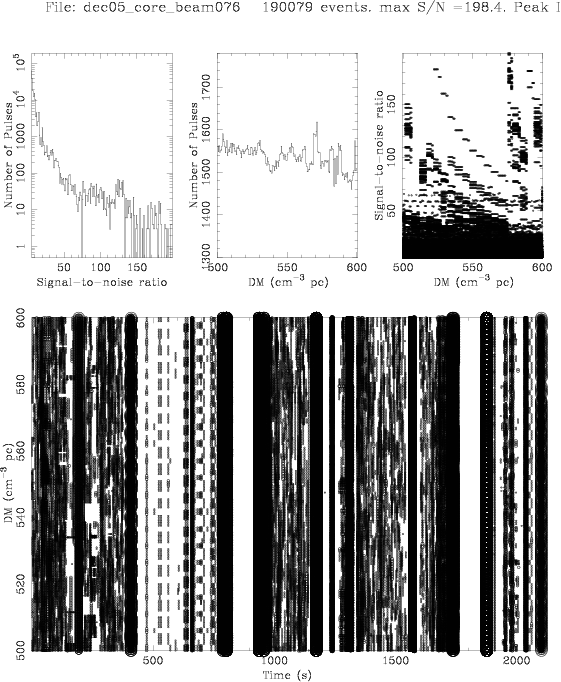 File: dec05_core_beam076 190079 events. max S/N =198.4. Peak I
Number of Pulses
10⁵
10⁴
1000
100
10
1
50 100 150
Signal-to-noise ratio
Number of Pulses
1700
1600
1500
1400
1300
500 550 600
DM (cm⁻³ pc)
Signal-to-noise ratio
150
100
50
500 550 600
DM (cm⁻³ pc)
DM (cm⁻³ pc)
600
580
560
540
520
500
500 1000 1500 2000
Time (s)